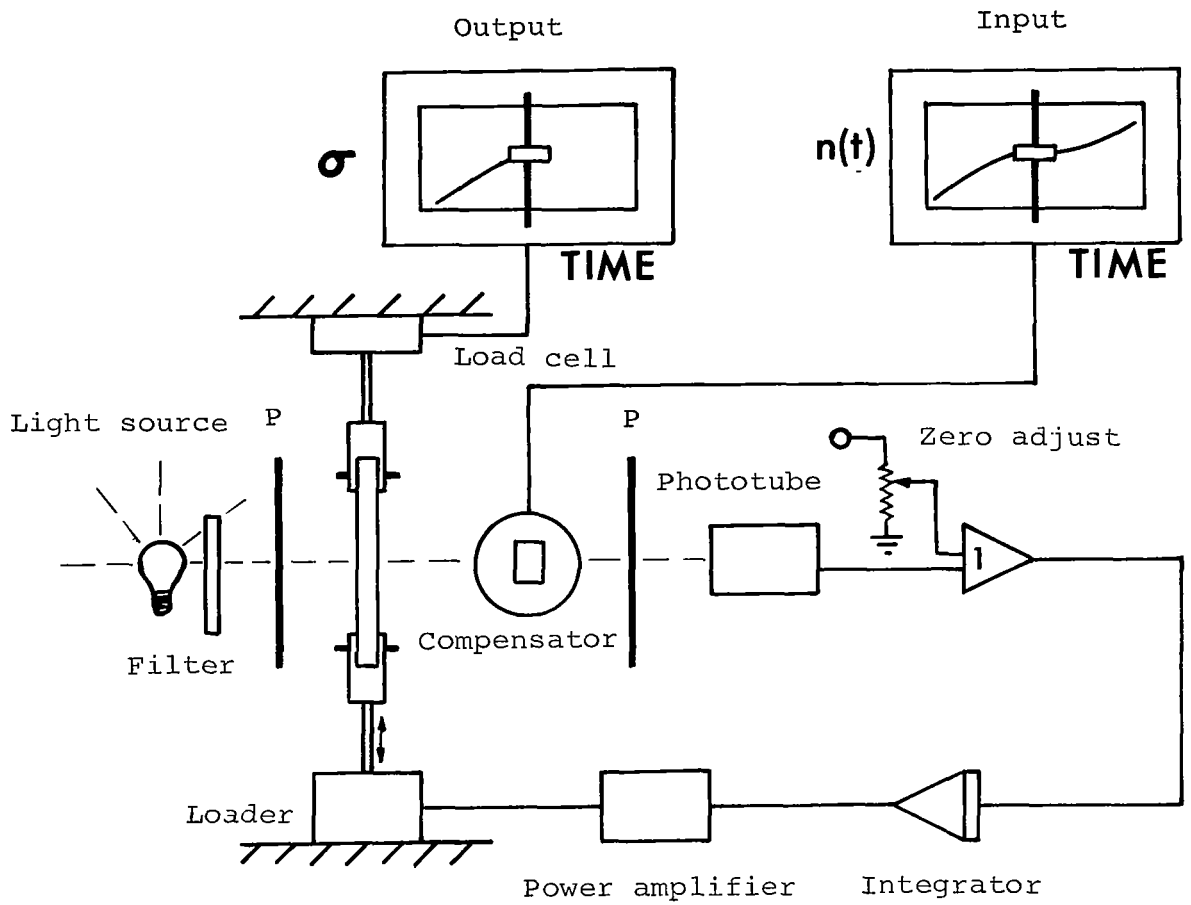 Output
Input
σ
n(t)
TIME
TIME
Load cell
Light source
P
P
Zero adjust
Phototube
1
Compensator
Filter
Loader
Power amplifier
Integrator